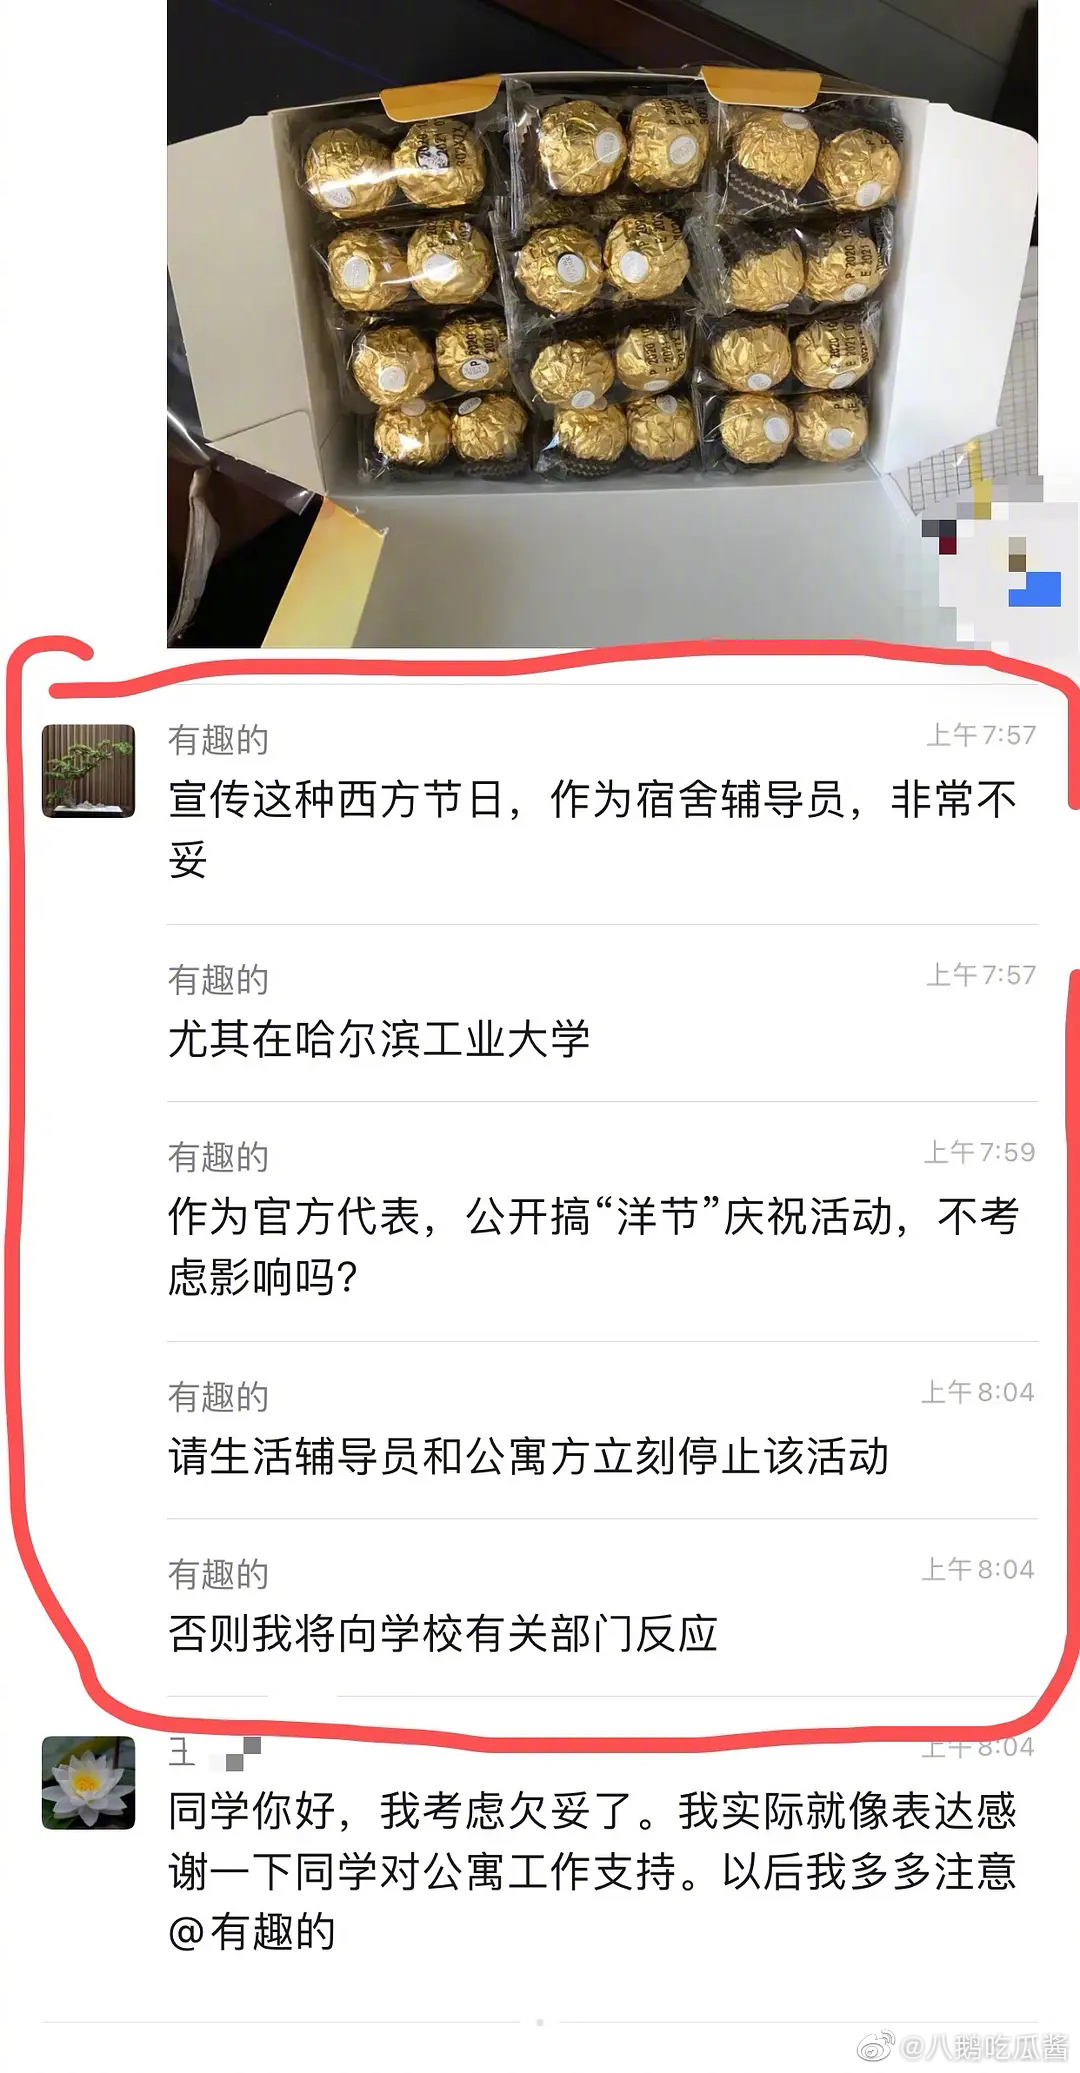 有趣的
上午7:57
宣传这种西方节日，作为宿舍辅导员，非常不
妥
有趣的
上午7:57
尤其在哈尔滨工业大学
有趣的
上午7:59
作为官方代表，公开搞“洋节”庆祝活动，不考
虑影响吗？
有趣的
上午8:04
请生活辅导员和公寓方立刻停止该活动
有趣的
上午8:04
否则我将向学校有关部门反应
王
上午8:04
同学你好，我考虑欠妥了。我实际就像表达感
谢一下同学对公寓工作支持。以后我多多注意
@有趣的
@八鹅吃瓜酱